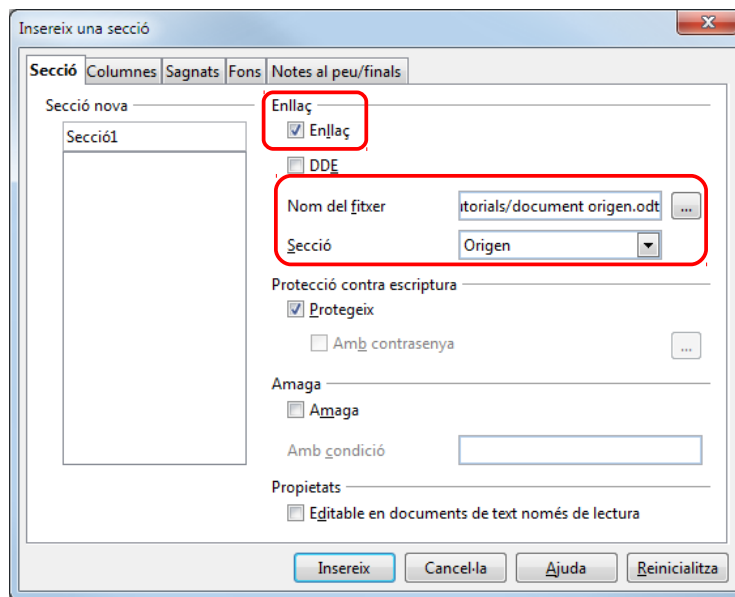 Insereix una secció
Secció Columnes Sagnats Fons Notes al peu/finals
Secció nova
Secció1
Enllaç
Enllaç
DDE
Nom del fitxer utorials/document origen.odt ...
Secció Origen
Protecció contra escriptura
Protegeix
Amb contrasenya ...
Amaga
Amaga
Amb condició
Propietats
Editable en documents de text només de lectura
Insereix Cancel·la Ajuda Reinicialitza